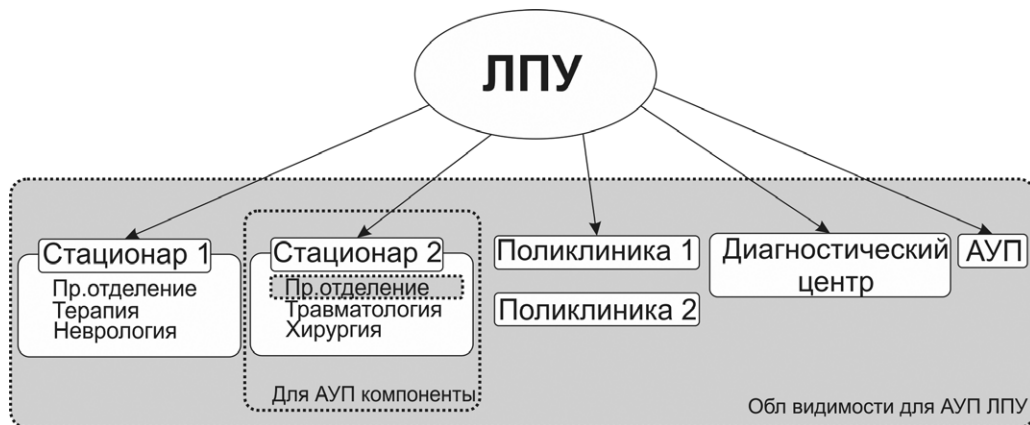 ЛПУ
Стационар 1
Пр.отделение
Терапия
Неврология
Стационар 2
Пр.отделение
Травматология
Хирургия
Для АУП компоненты
Поликлиника 1
Поликлиника 2
Диагностический
центр
АУП
Обл видимости для АУП ЛПУ